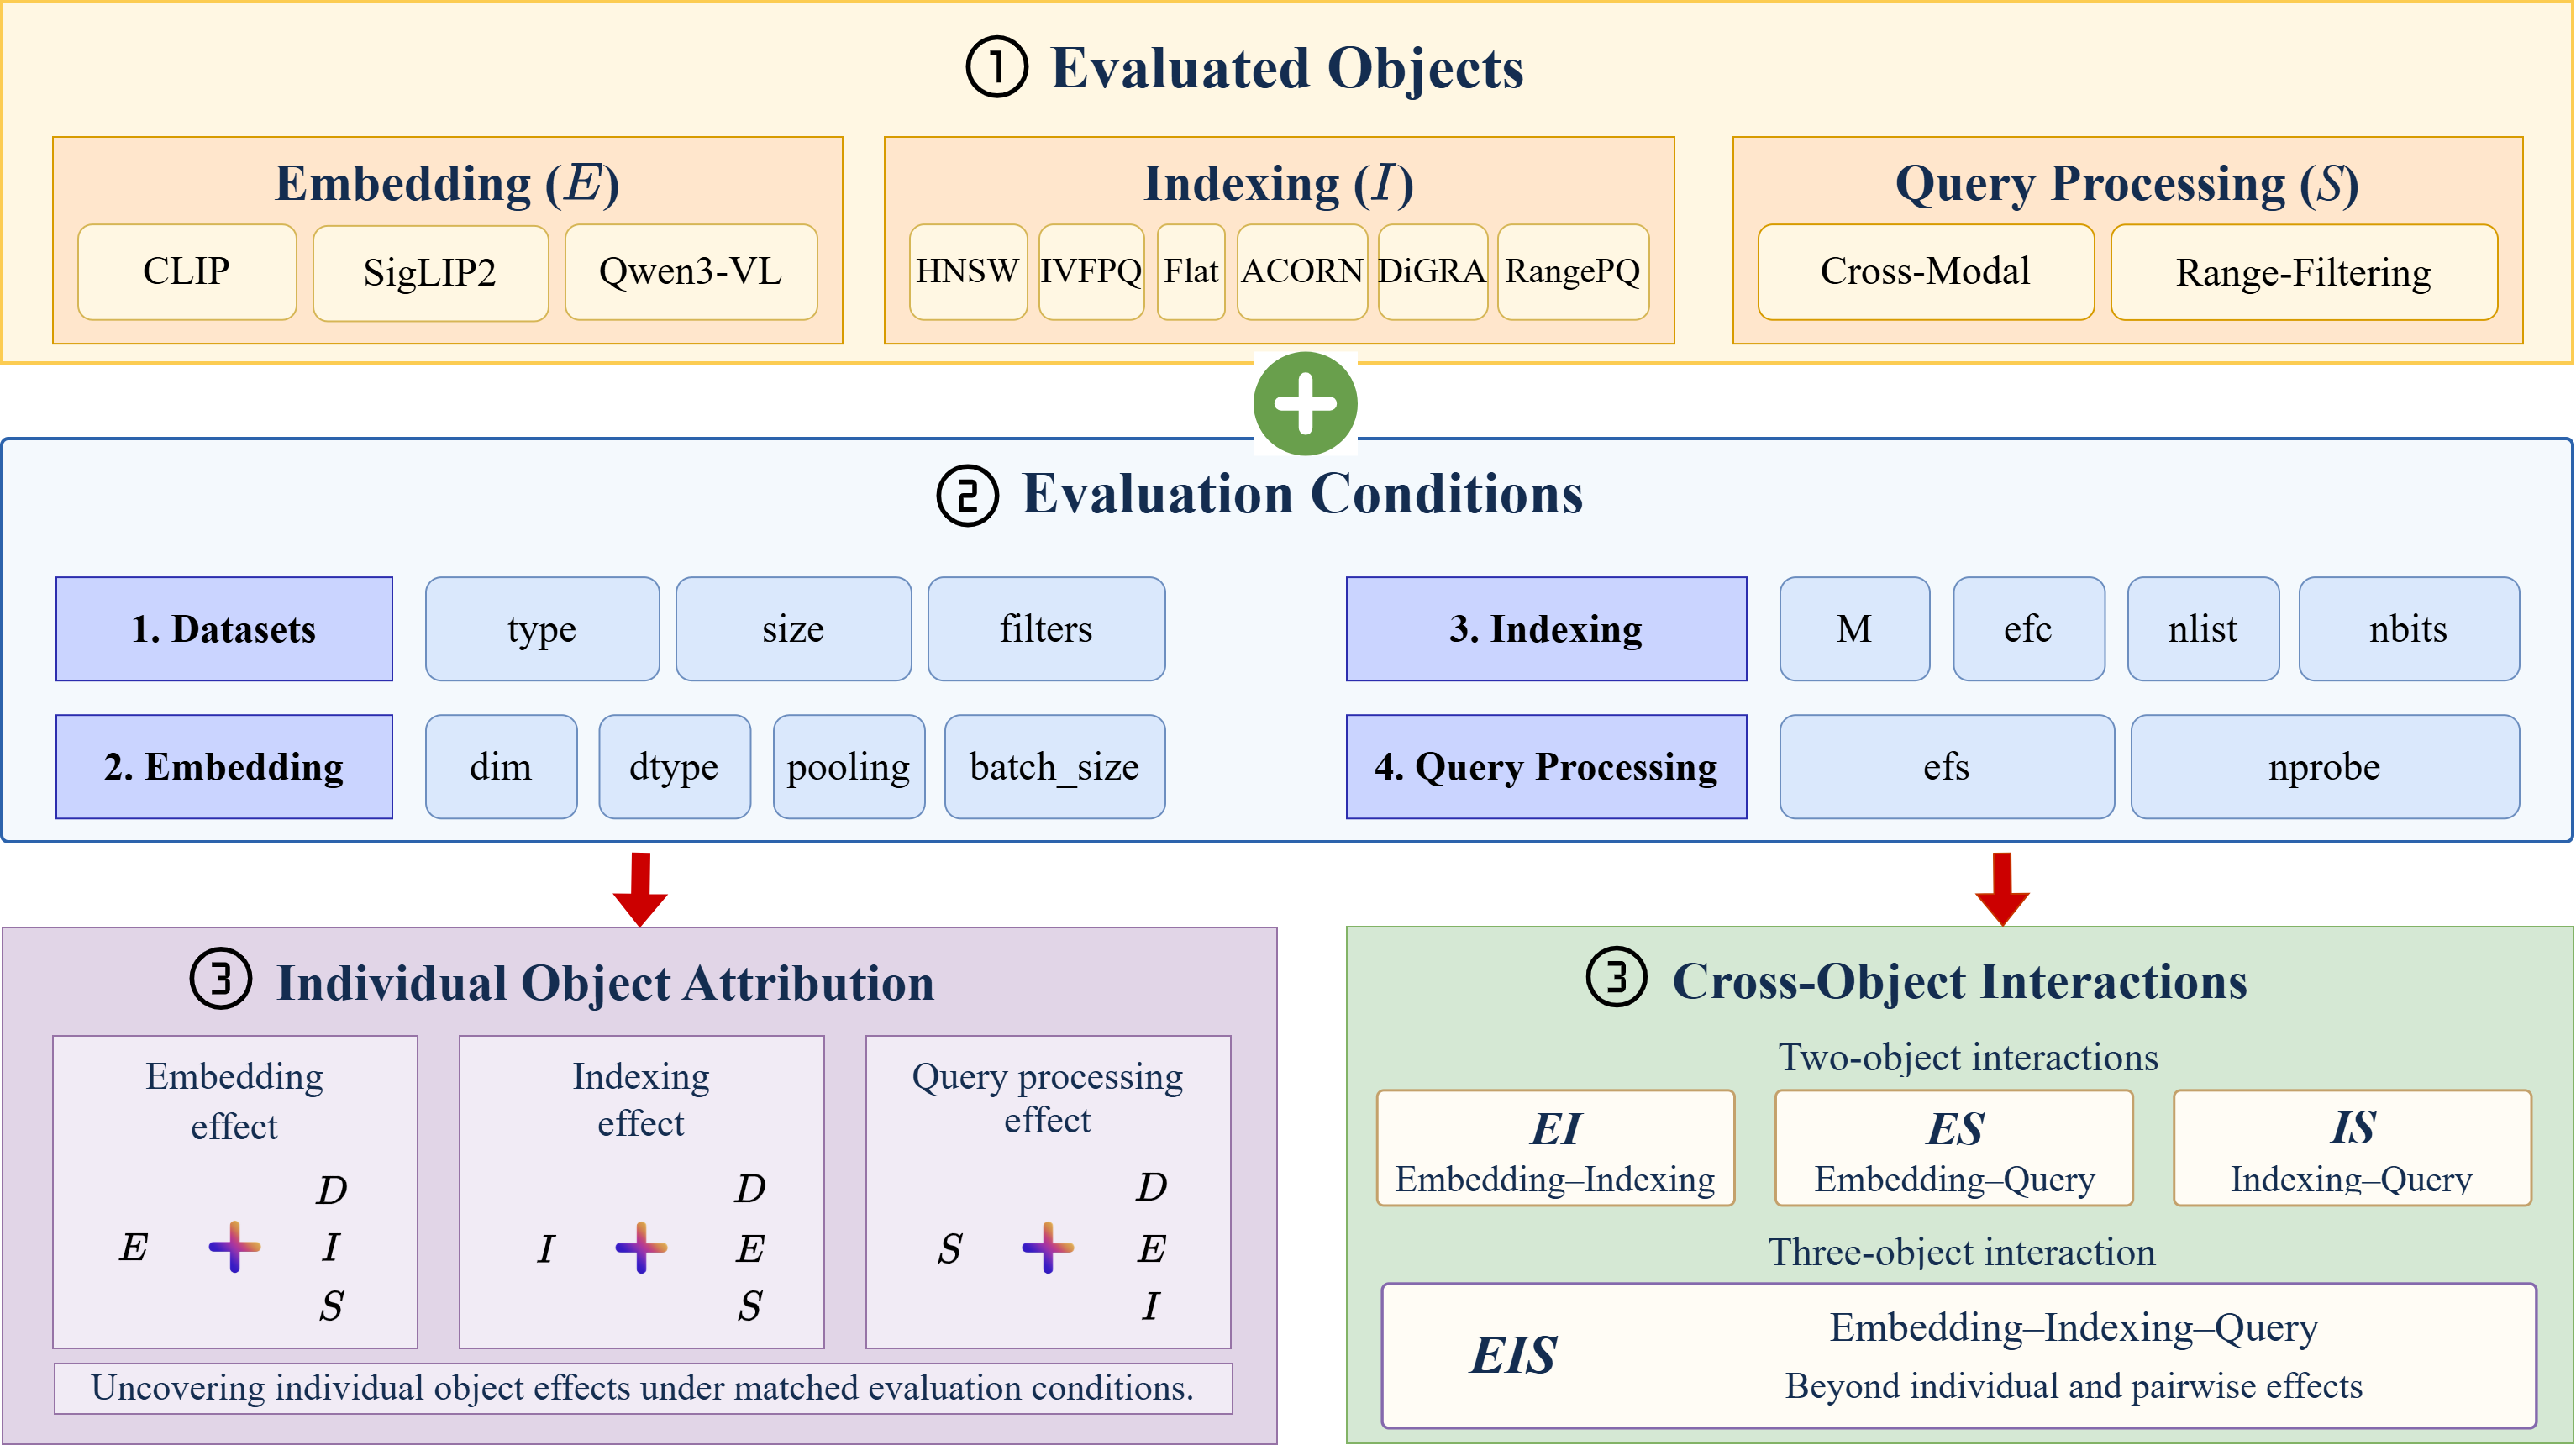 ① Evaluated Objects
Embedding (E)
CLIP
SigLIP2
Qwen3-VL
Indexing (I)
HNSW
IVFPQ
Flat
ACORN
DiGRA
RangePQ
Query Processing (S)
Cross-Modal
Range-Filtering
② Evaluation Conditions
1. Datasets
type
size
filters
2. Embedding
dim
dtype
pooling
batch_size
3. Indexing
M
efc
nlist
nbits
4. Query Processing
efs
nprobe
③ Individual Object Attribution
Embedding
effect
E
D
I
S
Indexing
effect
I
D
E
S
Query processing
effect
S
D
E
I
Uncovering individual object effects under matched evaluation conditions.
③ Cross-Object Interactions
Two-object interactions
EI
Embedding–Indexing
ES
Embedding–Query
IS
Indexing–Query
Three-object interaction
EIS
Embedding–Indexing–Query
Beyond individual and pairwise effects